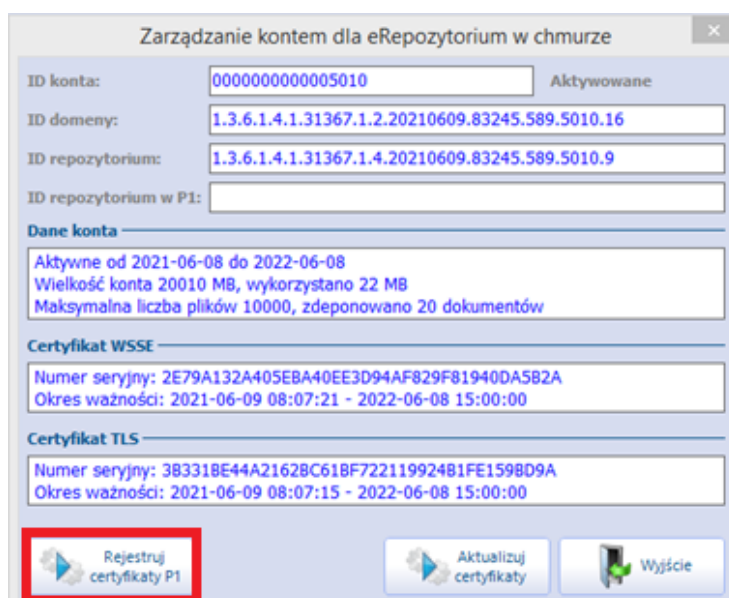 Zarządzanie kontem dla eRepozytorium w chmurze
ID konta: 0000000000005010 Aktywowane
ID domeny: 1.3.6.1.4.1.31367.1.2.20210609.83245.589.5010.16
ID repozytorium: 1.3.6.1.4.1.31367.1.4.20210609.83245.589.5010.9
ID repozytorium w P1:
Dane konta
Aktywne od 2021-06-08 do 2022-06-08
Wielkość konta 20010 MB, wykorzystano 22 MB
Maksymalna liczba plików 10000, zdeponowano 20 dokumentów
Certyfikat WSSE
Numer seryjny: 2E79A132A405EBA40EE3D94AF829F81940DA5B2A
Okres ważności: 2021-06-09 08:07:21 - 2022-06-08 15:00:00
Certyfikat TLS
Numer seryjny: 3B331BE44A21628C61BF722119924B1FE159BD9A
Okres ważności: 2021-06-09 08:07:15 - 2022-06-08 15:00:00
Rejestruj
certyfikaty P1
Aktualizuj
certyfikaty
Wyjście